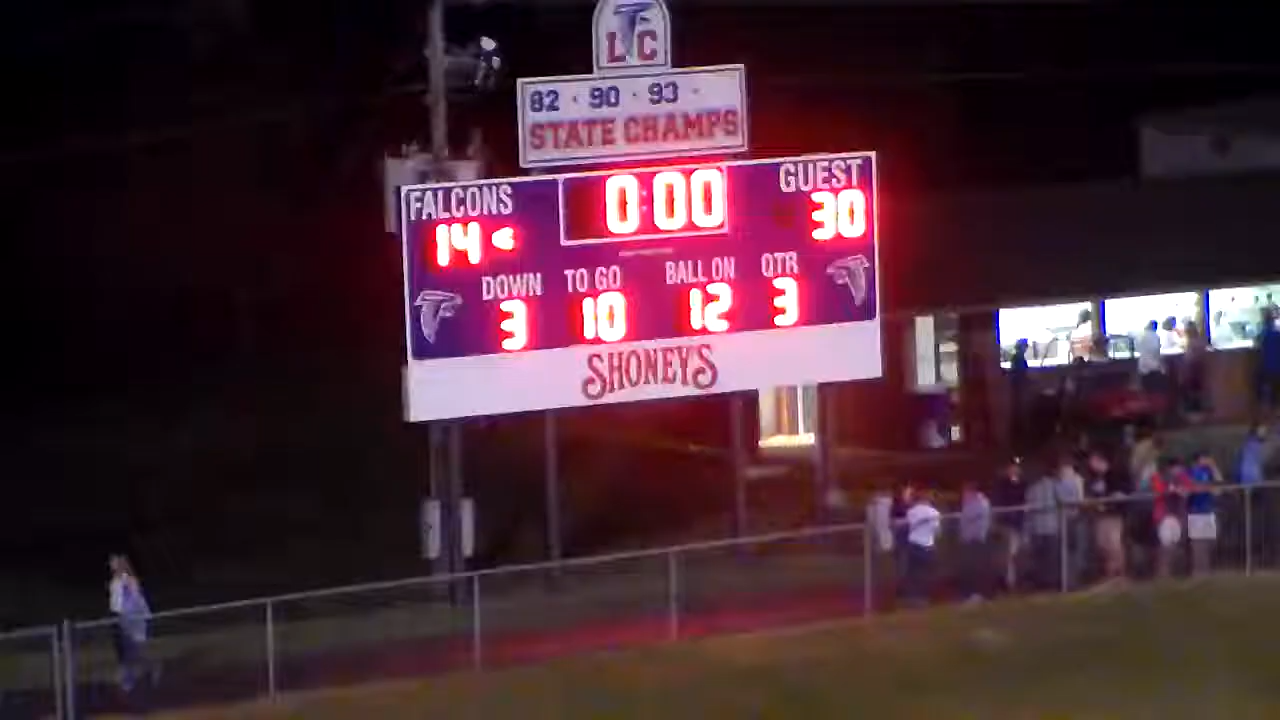 LC
82 · 90 · 93 ·
STATE CHAMPS
FALCONS 0:00 GUEST
14 30
DOWN TO GO BALL ON QTR
3 10 12 3
SHONEY'S